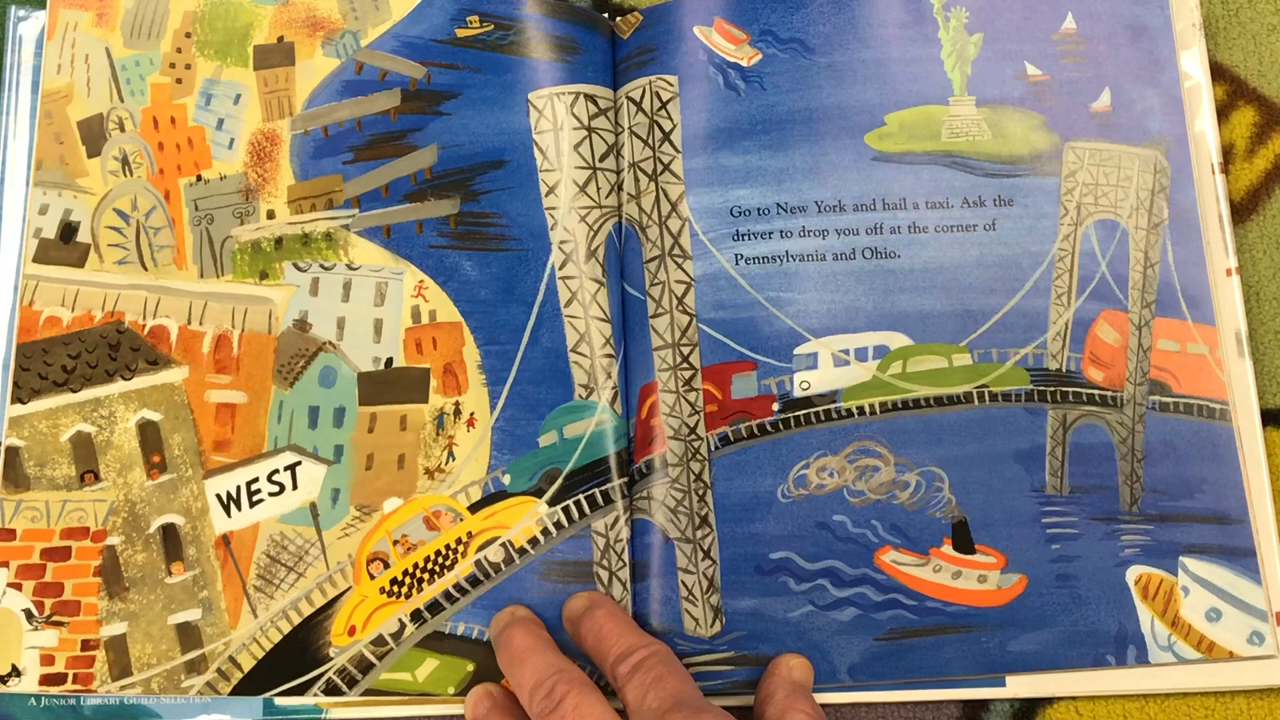 Go to New York and hail a taxi. Ask the
driver to drop you off at the corner of
Pennsylvania and Ohio.
WEST
A JUNIOR LIBRARY GUILD SELECTION